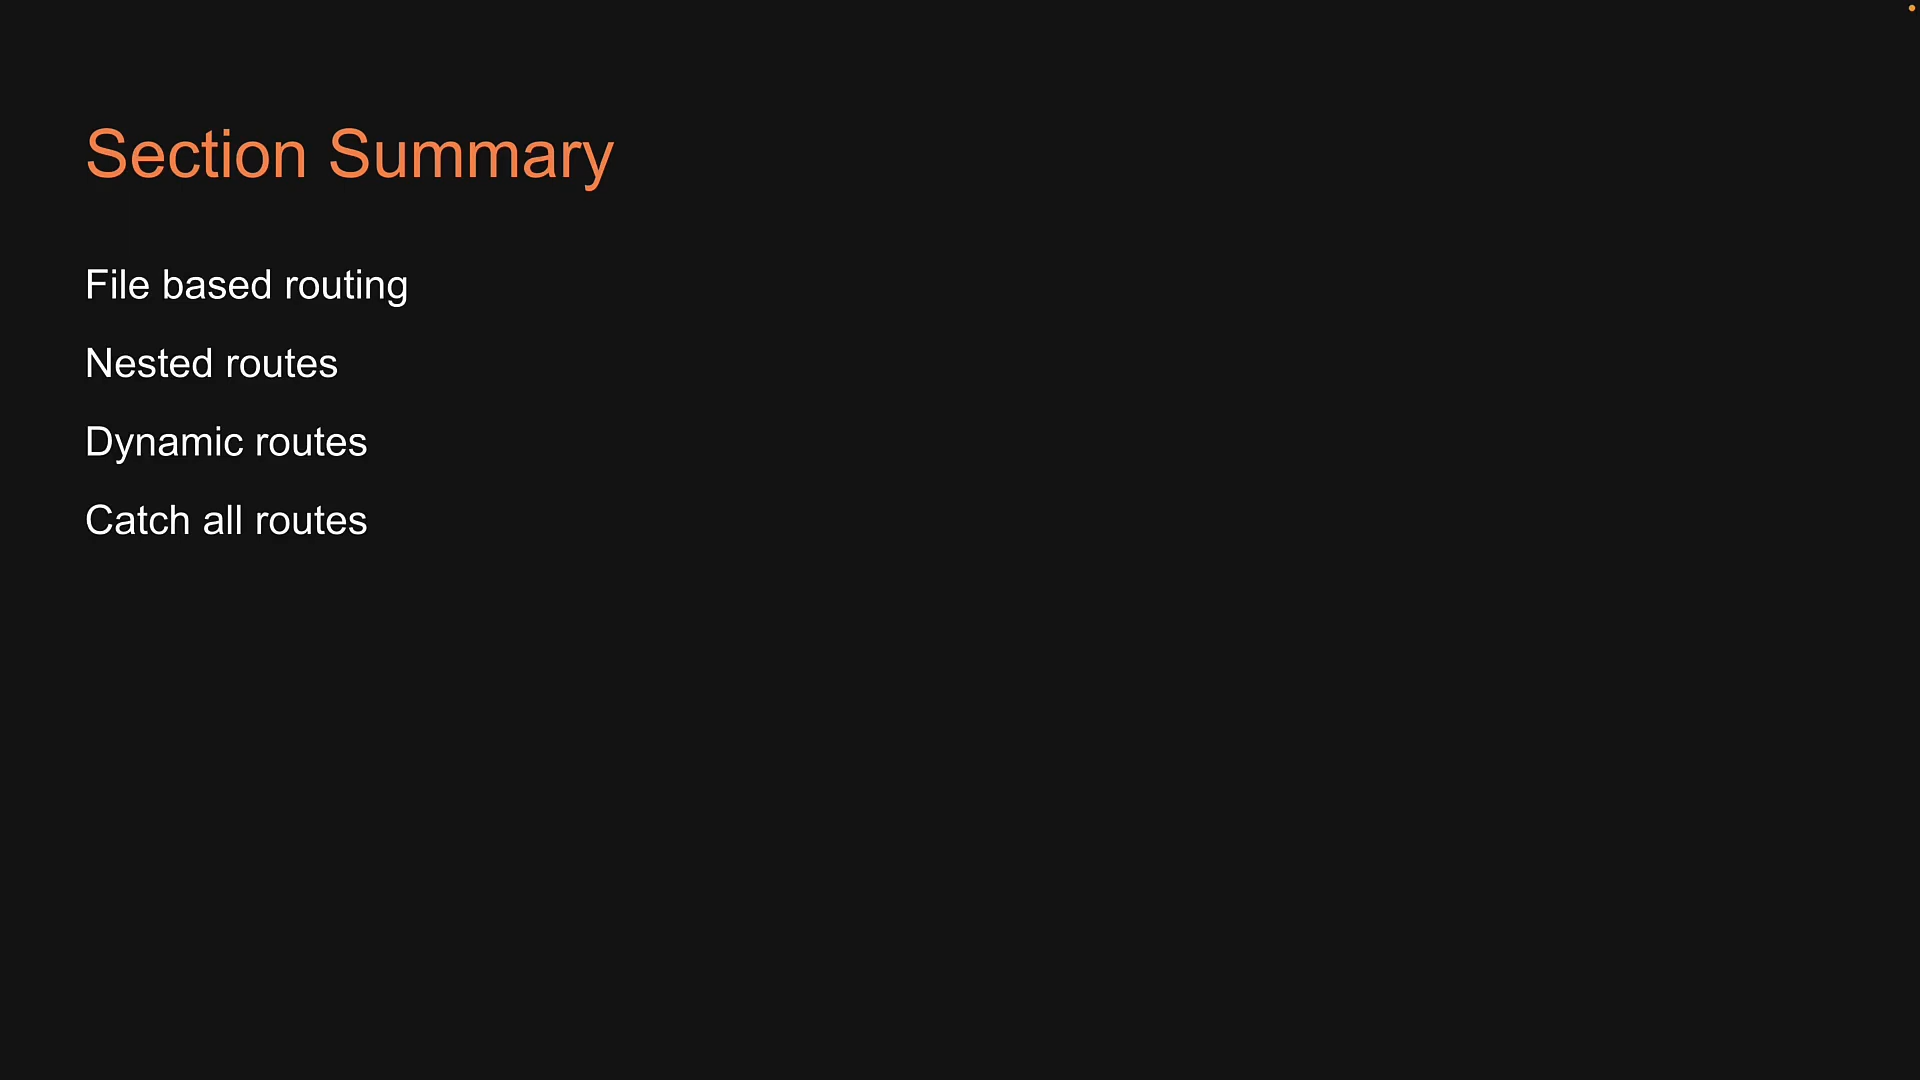 Section Summary
File based routing
Nested routes
Dynamic routes
Catch all routes